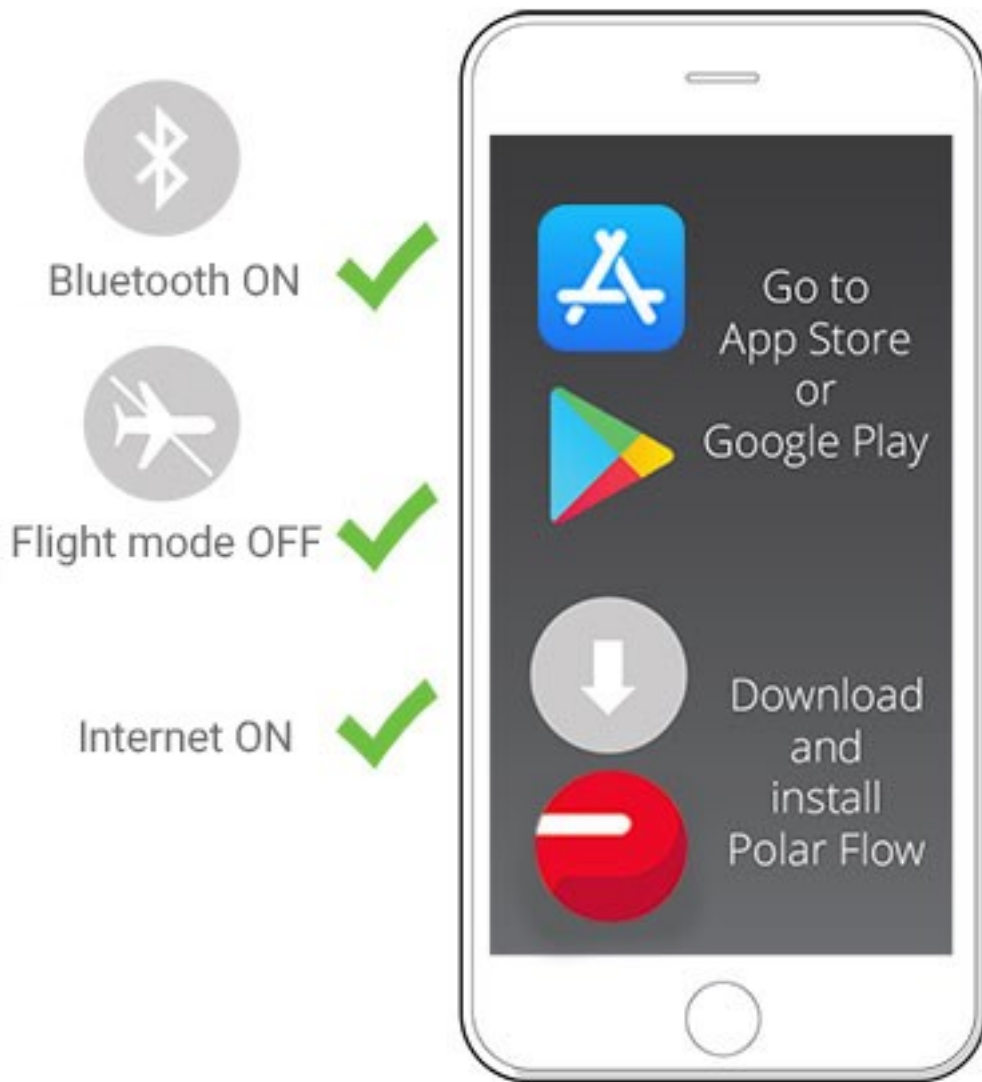 Bluetooth ON
Flight mode OFF
Internet ON
Go to
App Store
or
Google Play
Download
and
install
Polar Flow